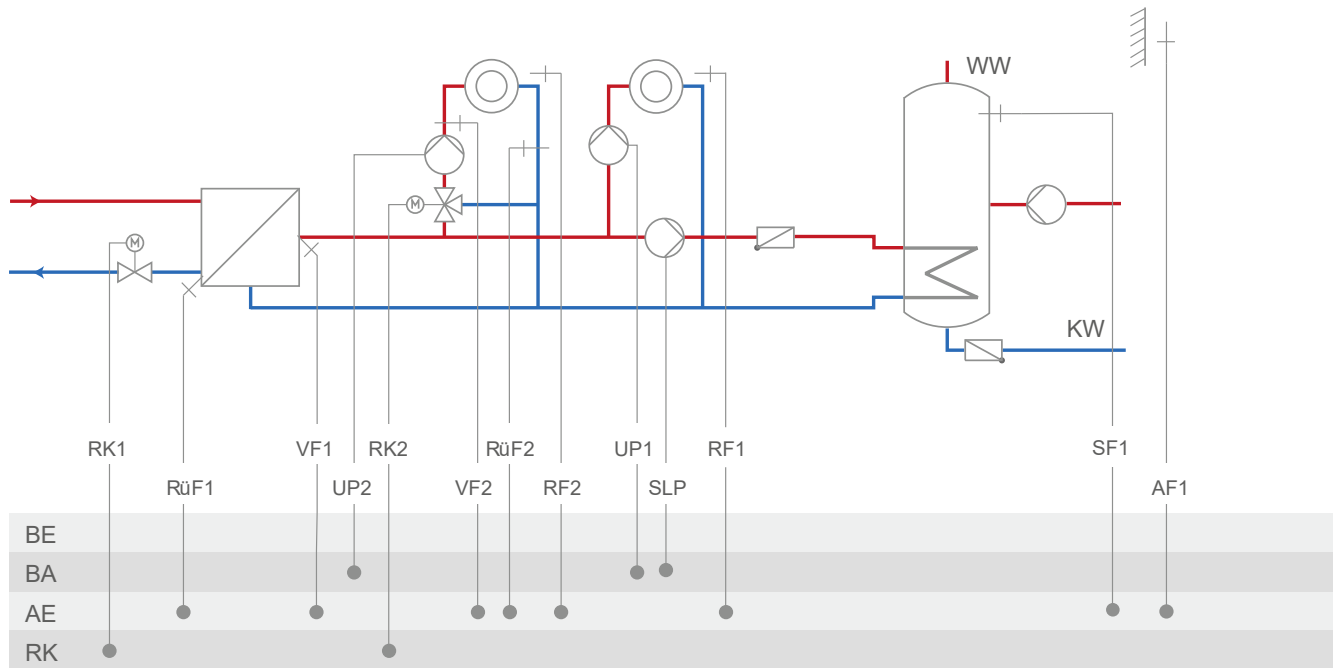 WW
M
M
KW
RK1 VF1 RK2 RüF2 UP1 RF1 SF1
RüF1 UP2 VF2 RF2 SLP AF1
BE
BA
AE
RK